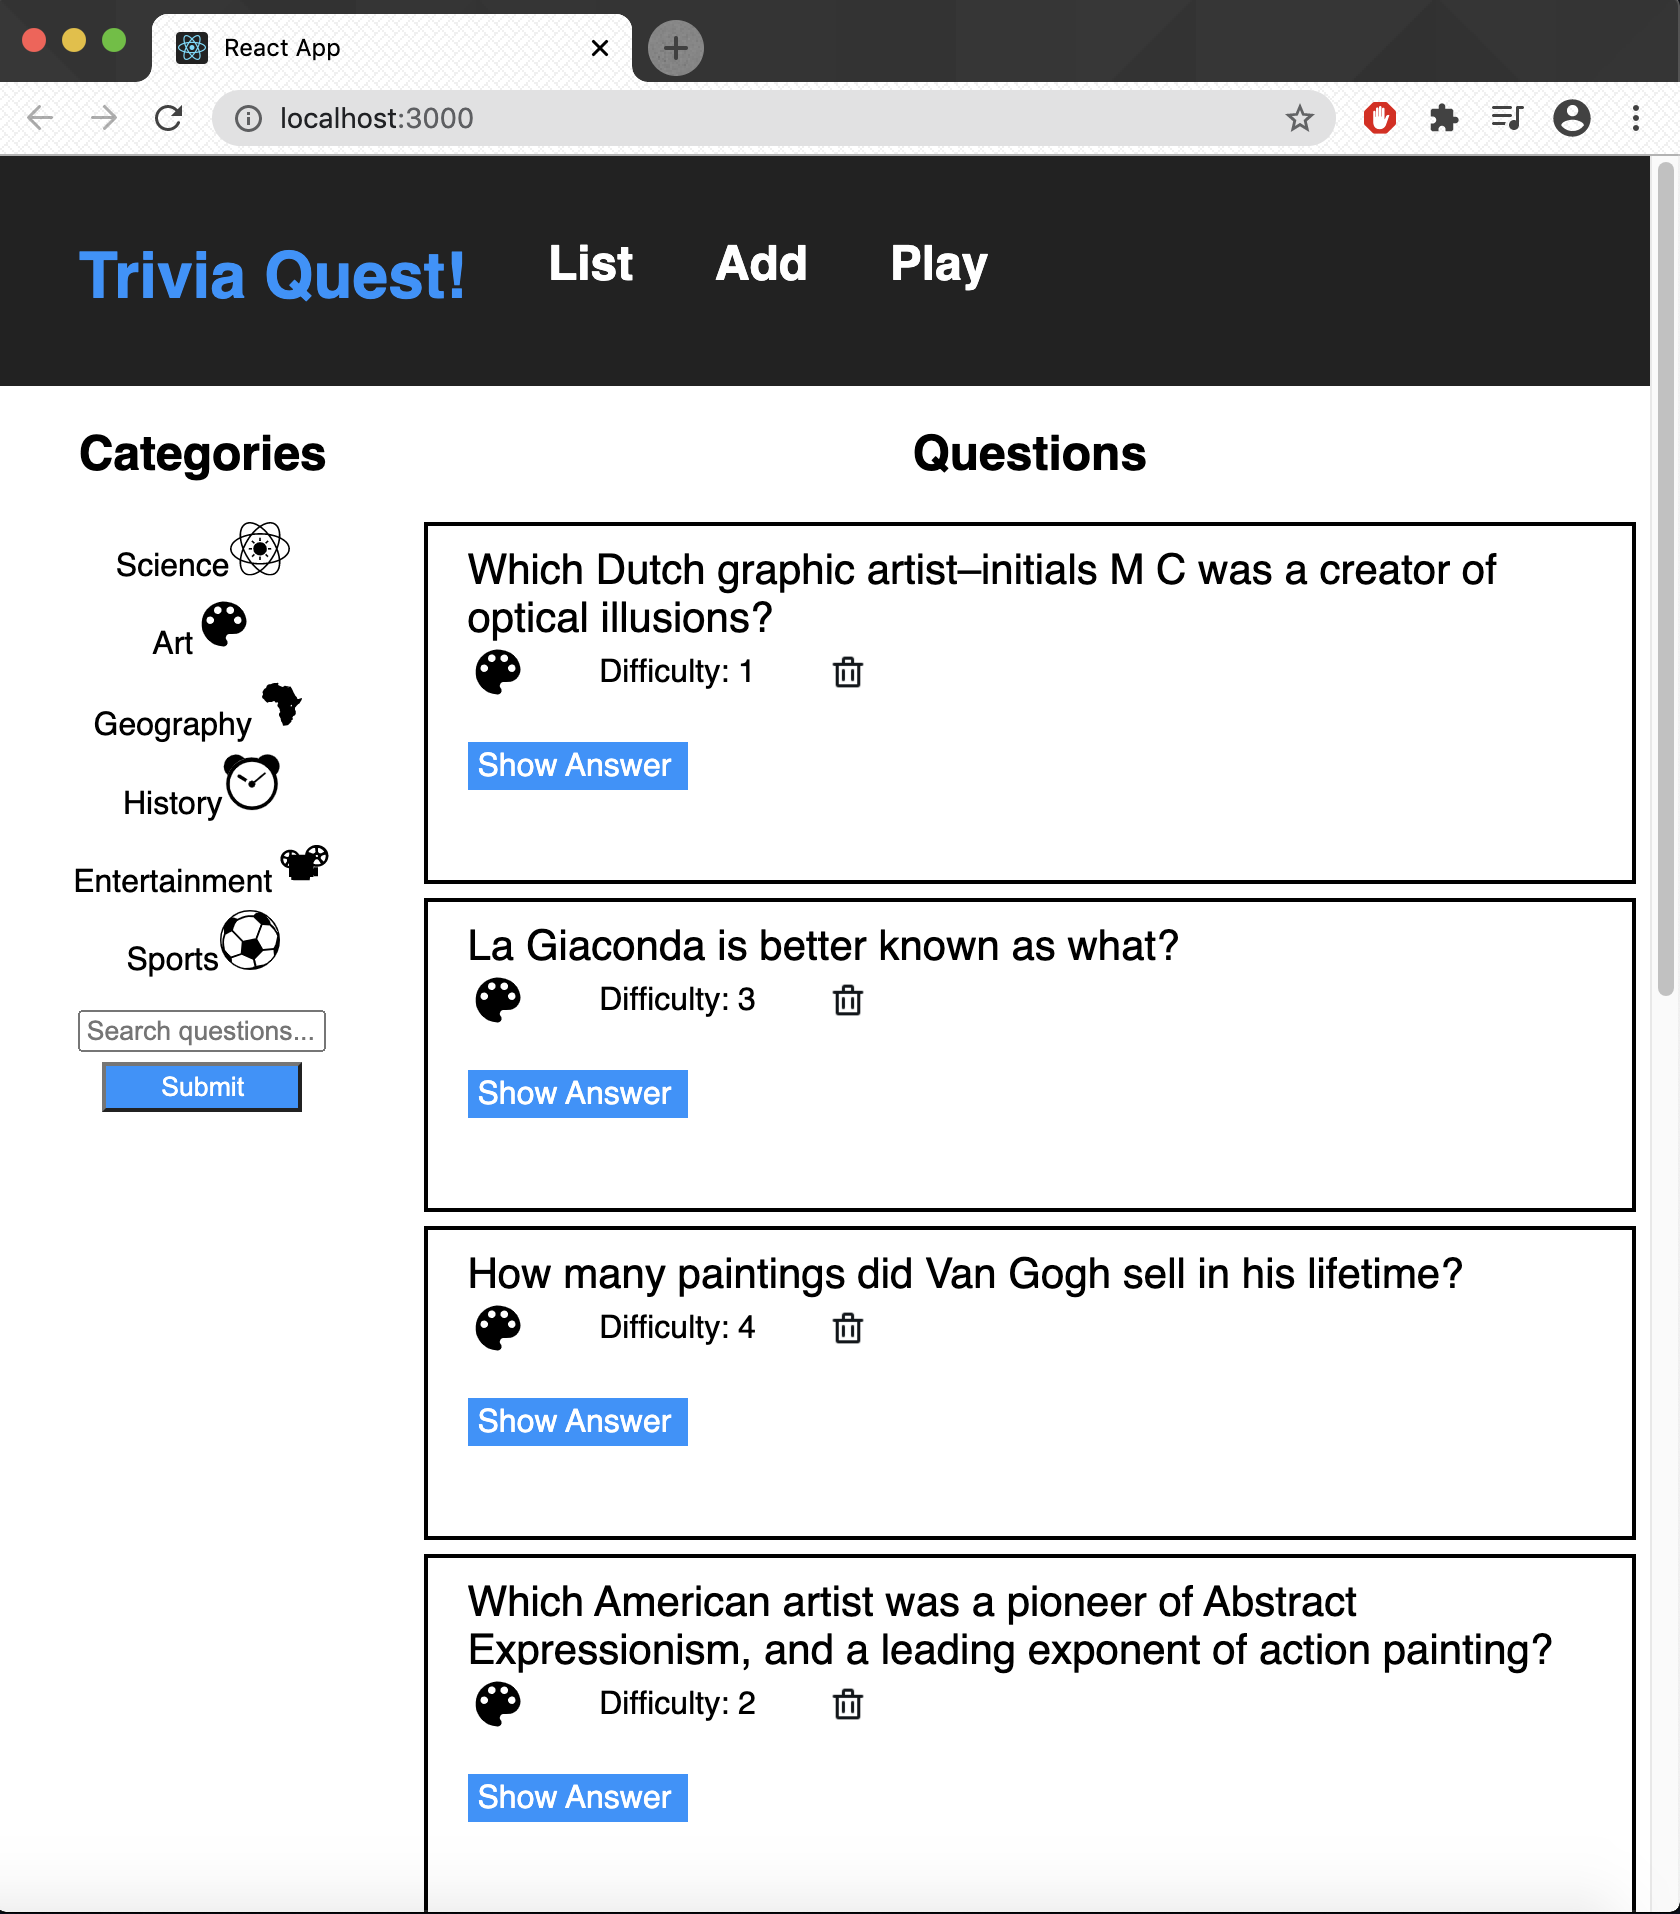 React App
localhost:3000
Trivia Quest!
List
Add
Play
Categories
Science
Art
Geography
History
Entertainment
Sports
Search questions...
Submit
Questions
Which Dutch graphic artist–initials M C was a creator of
optical illusions?
Difficulty: 1
Show Answer
La Giaconda is better known as what?
Difficulty: 3
Show Answer
How many paintings did Van Gogh sell in his lifetime?
Difficulty: 4
Show Answer
Which American artist was a pioneer of Abstract
Expressionism, and a leading exponent of action painting?
Difficulty: 2
Show Answer